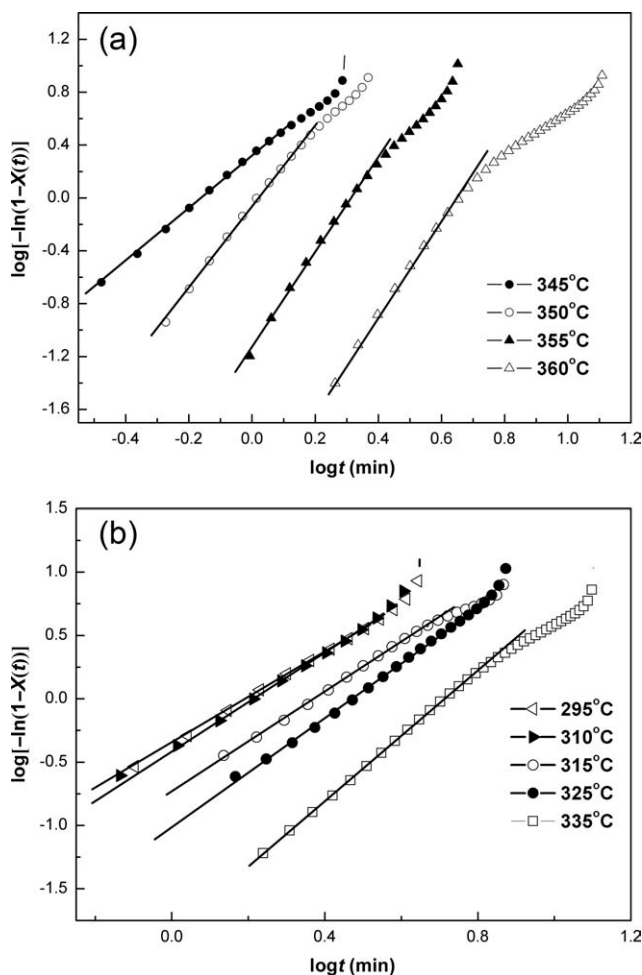 (a)
1.2
0.8
0.4
0.0
-0.4
-0.8
-1.2
-1.6
log[−ln(1−X(t))]
345°C
350°C
355°C
360°C
-0.4 -0.2 0.0 0.2 0.4 0.6 0.8 1.0 1.2
logt (min)
(b)
1.5
1.0
0.5
0.0
-0.5
-1.0
-1.5
log[−ln(1−X(t))]
295°C
310°C
315°C
325°C
335°C
0.0 0.4 0.8 1.2
logt (min)